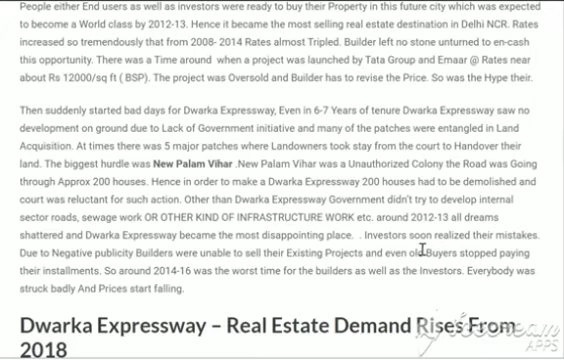 People either End users as well as investors were ready to buy their Property in this future city which was expected
to become a World class by 2012-13. Hence it became the most selling real estate destination in Delhi NCR. Rates
increased so tremendously that from 2008- 2014 Rates almost Tripled. Builder left no stone unturned to en-cash
this opportunity. There was a Time around when a project was launched by Tata Group and Emaar @ Rates near
about Rs 12000/sq ft ( BSP). The project was Oversold and Builder has to revise the Price. So was the Hype their.
Then suddenly started bad days for Dwarka Expressway, Even in 6-7 Years of tenure Dwarka Expressway saw no
development on ground due to Lack of Government initiative and many of the patches were entangled in Land
Acquisition. At times there was 5 major patches where Landowners took stay from the court to Handover their
land. The biggest hurdle was New Palam Vihar .New Palam Vihar was a Unauthorized Colony the Road was Going
through Approx 200 houses. Hence in order to make a Dwarka Expressway 200 houses had to be demolished and
court was reluctant for such action. Other than Dwarka Expressway Government didn't try to develop internal
sector roads, sewage work OR OTHER KIND OF INFRASTRUCTURE WORK etc. around 2012-13 all dreams
shattered and Dwarka Expressway became the most disappointing place. . Investors soon realized their mistakes.
Due to Negative publicity Builders were unable to sell their Existing Projects and even old Buyers stopped paying
their installments. So around 2014-16 was the worst time for the builders as well as the Investors. Everybody was
struck badly And Prices start falling.
Dwarka Expressway – Real Estate Demand Rises From
2018
icecream
APPS